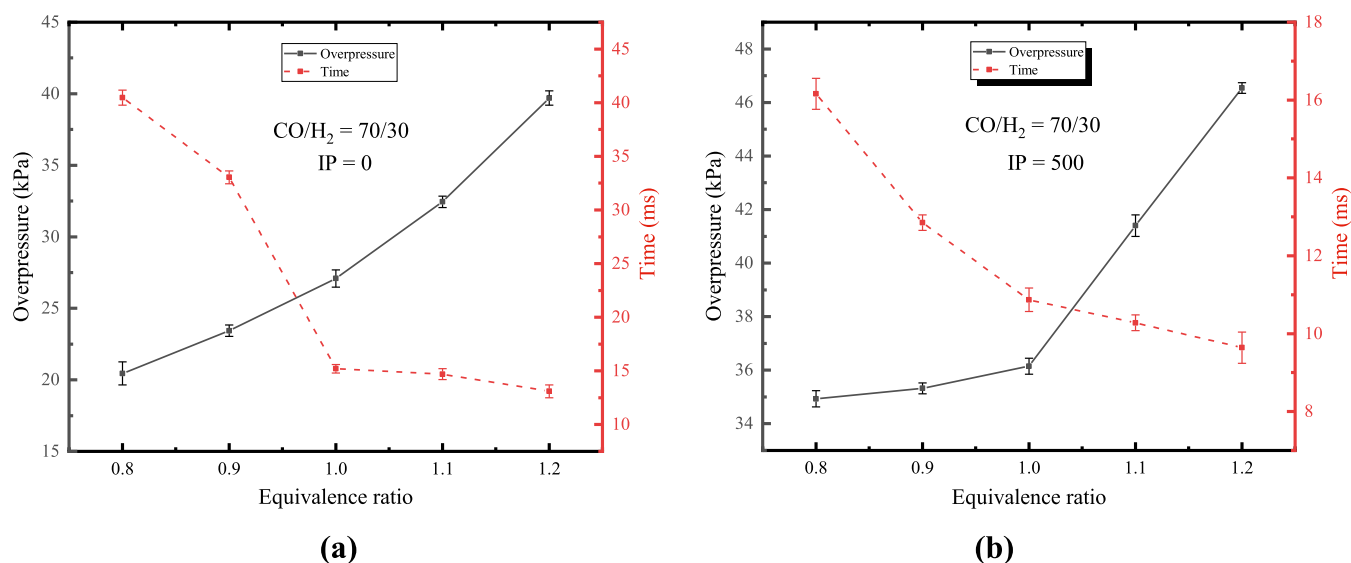 45
40
35
30
25
20
15
Overpressure (kPa)
Overpressure
Time
CO/H₂ = 70/30
IP = 0
45
40
35
30
25
20
15
10
Time (ms)
0.8 0.9 1.0 1.1 1.2
Equivalence ratio
(a)
48
46
48
42
40
38
35
34
Overpressure (kPa)
Overpressure
Time
CO/H₂ = 70/30
IP = 500
18
16
14
12
10
8
Time (ms)
0.8 0.9 1.0 1.1 1.2
Equivalence ratio
(b)